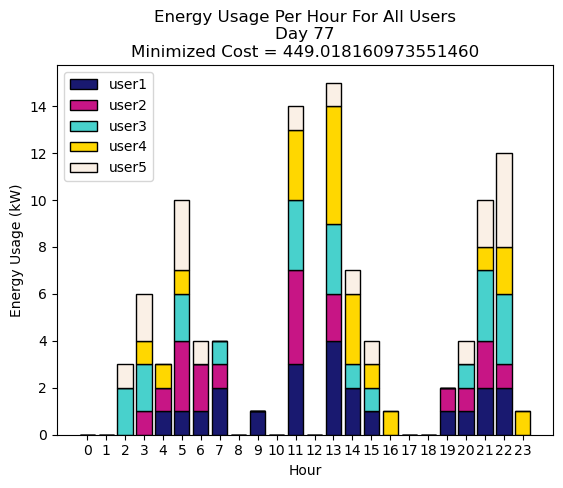 Energy Usage Per Hour For All Users
Day 77
Minimized Cost = 449.018160973551460
user1
user2
user3
user4
user5
Energy Usage (kW)
14
12
10
8
6
4
2
0
0 1 2 3 4 5 6 7 8 9 10 11 12 13 14 15 16 17 18 19 20 21 22 23
Hour